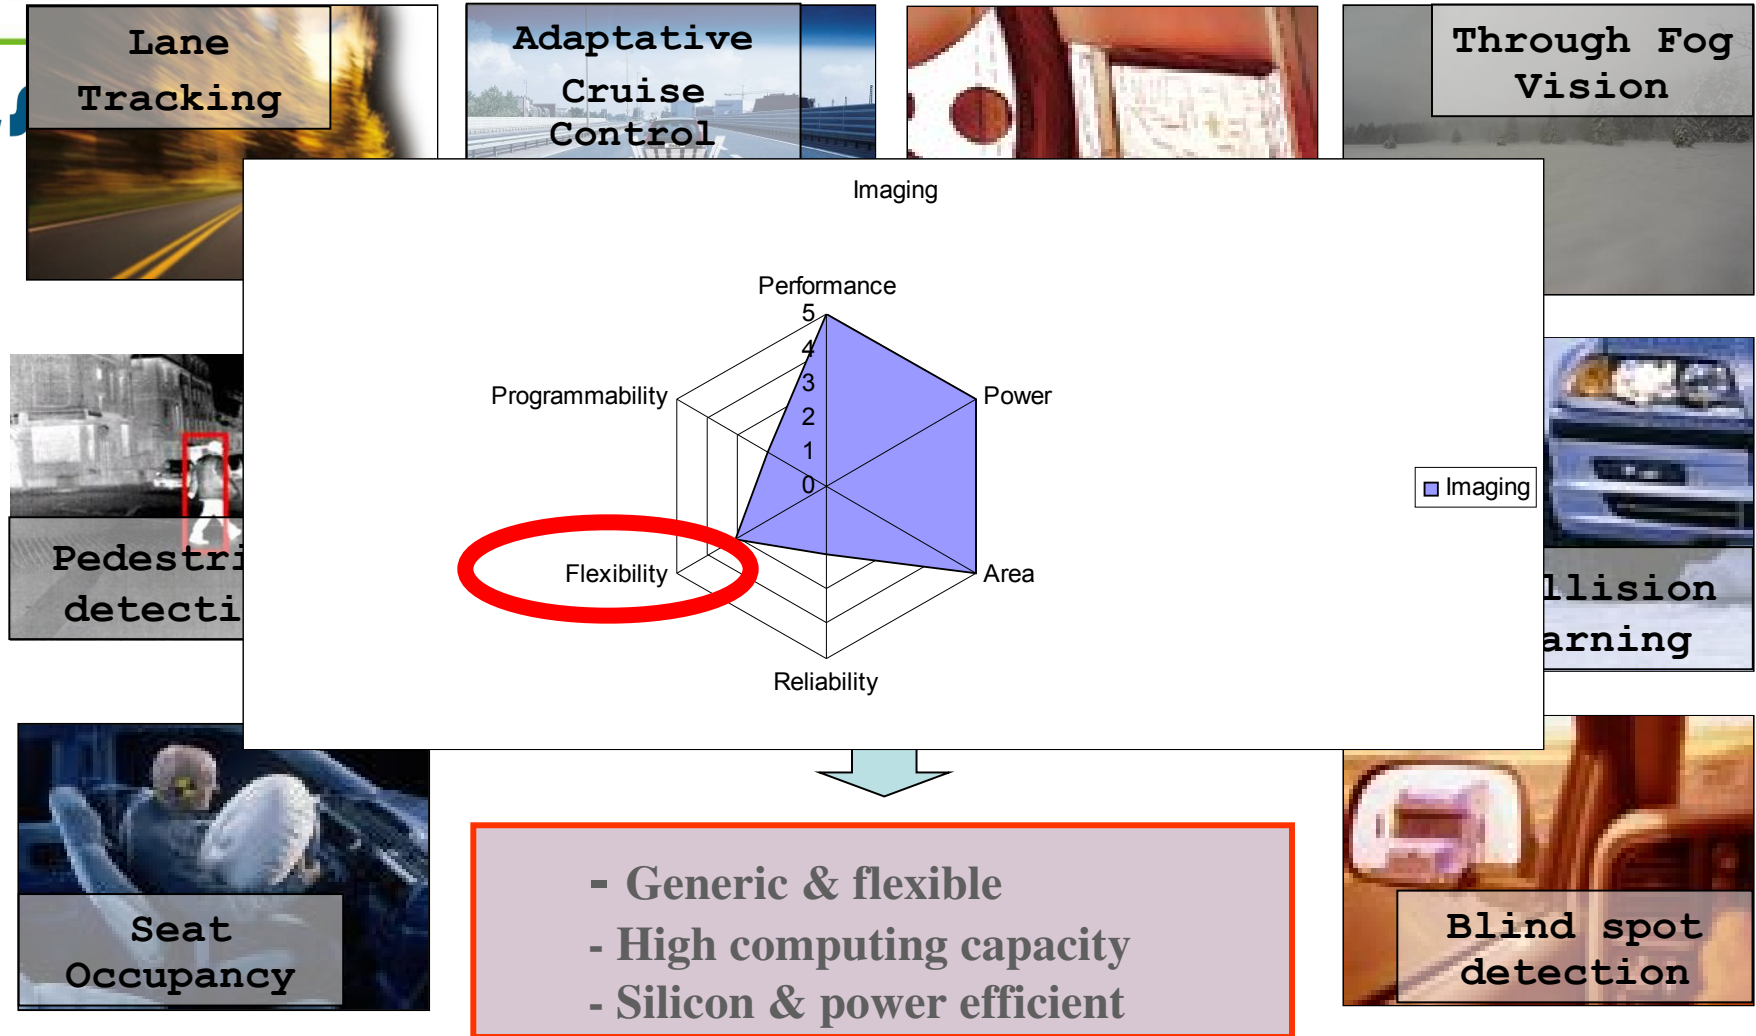 Lane
Tracking
Adaptative
Cruise
Control
Through Fog
Vision
Imaging
Performance
5
4
3
2
1
0
Programmability
Power
Flexibility
Area
Reliability
Imaging
Pedestri
detecti
llision
arning
Seat
Occupancy
- Generic & flexible
- High computing capacity
- Silicon & power efficient
Blind spot
detection